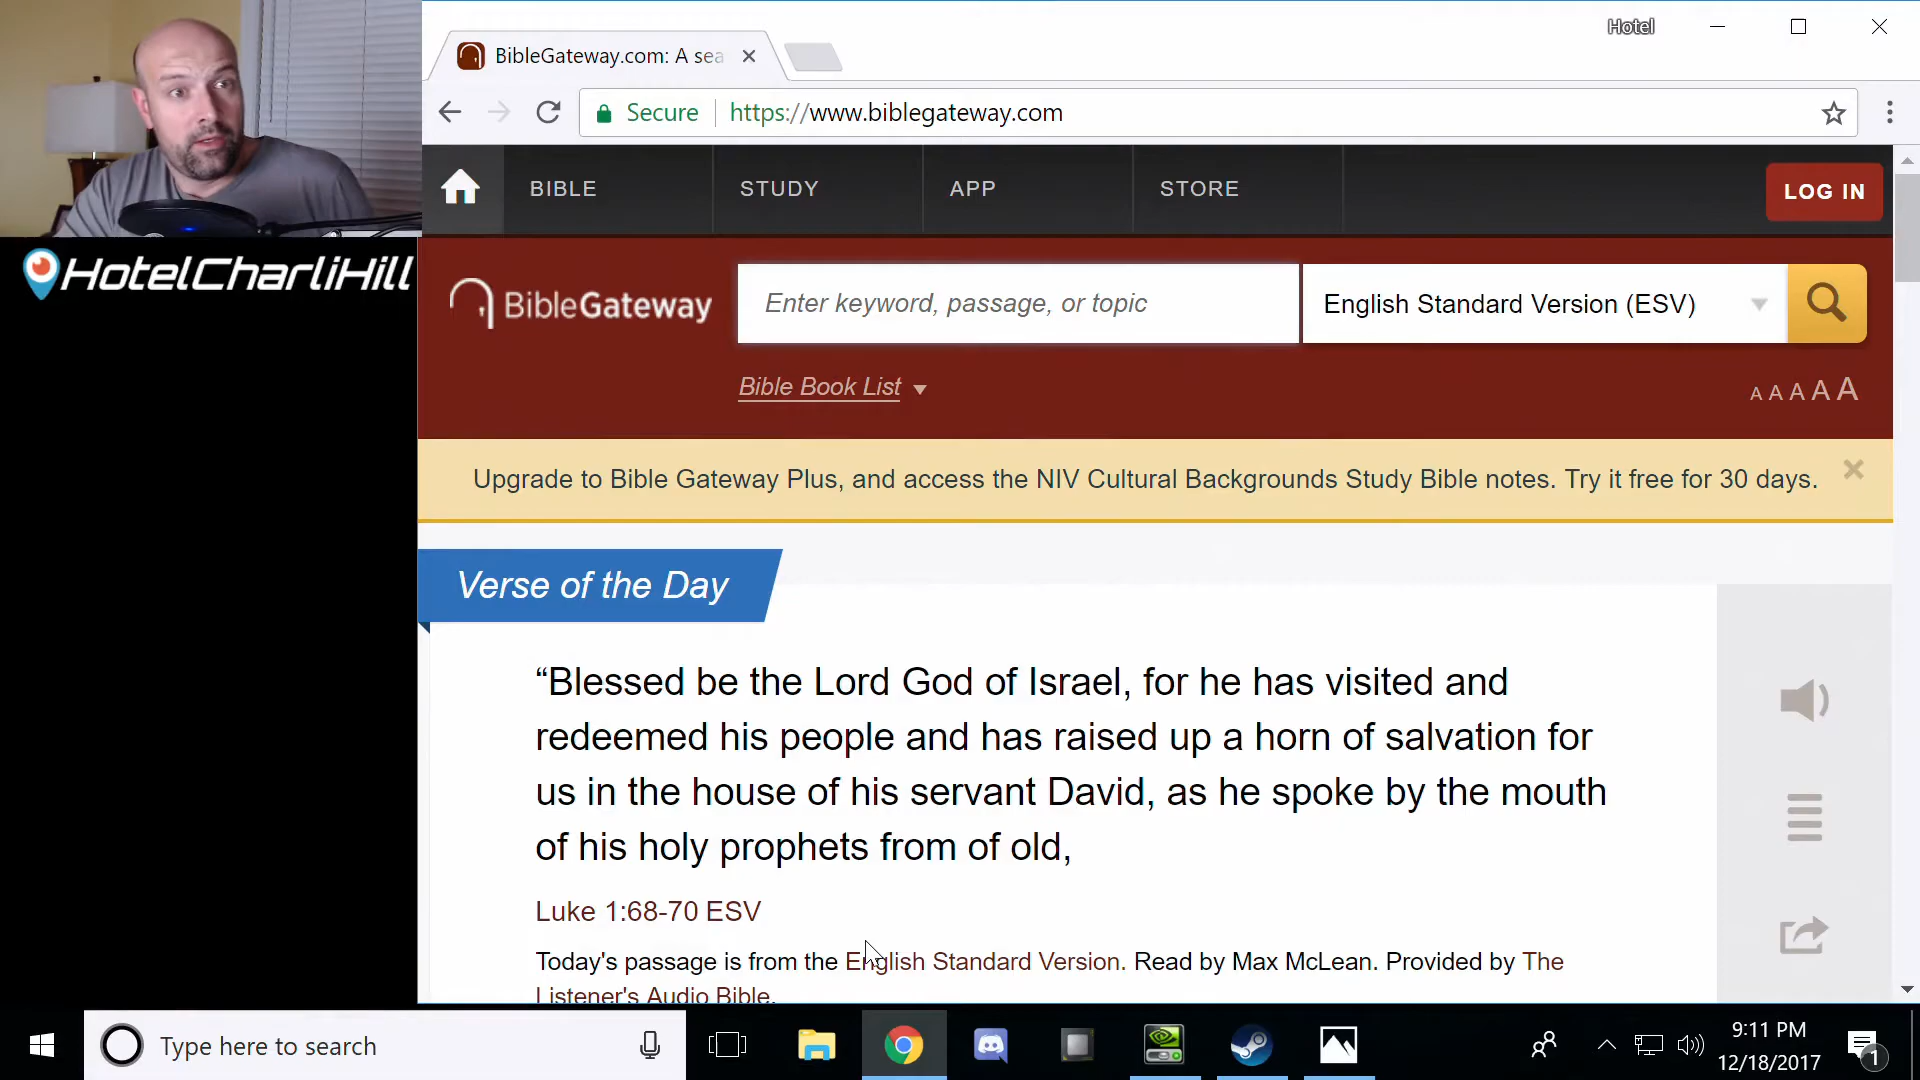 Hotel
BibleGateway.com: A sea
Secure
https://www.biblegateway.com
BIBLE
STUDY
APP
STORE
LOG IN
HotelCharliHill
BibleGateway
Enter keyword, passage, or topic
English Standard Version (ESV)
Bible Book List
A A A A A
Upgrade to Bible Gateway Plus, and access the NIV Cultural Backgrounds Study Bible notes. Try it free for 30 days.
Verse of the Day
“Blessed be the Lord God of Israel, for he has visited and
redeemed his people and has raised up a horn of salvation for
us in the house of his servant David, as he spoke by the mouth
of his holy prophets from of old,
Luke 1:68-70 ESV
Today's passage is from the English Standard Version. Read by Max McLean. Provided by The
Listener's Audio Bible.
Type here to search
9:11 PM
12/18/2017
1